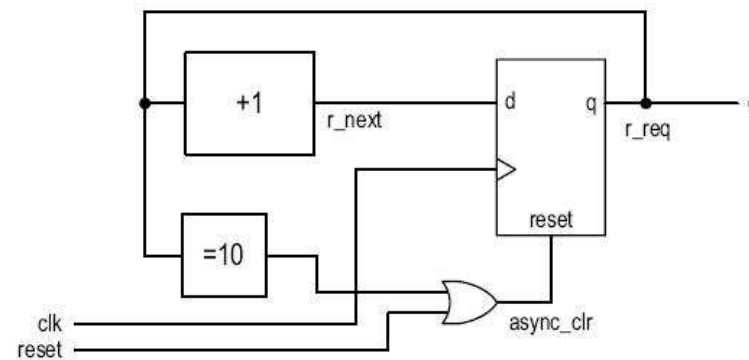 +1
d
q
r_next
r_req
reset
=10
clk
async_clr
reset